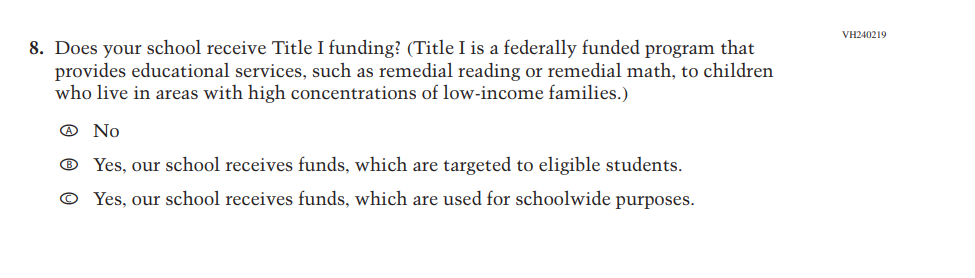 VH240219
8. Does your school receive Title I funding? (Title I is a federally funded program that
provides educational services, such as remedial reading or remedial math, to children
who live in areas with high concentrations of low-income families.)
A No
B Yes, our school receives funds, which are targeted to eligible students.
C Yes, our school receives funds, which are used for schoolwide purposes.